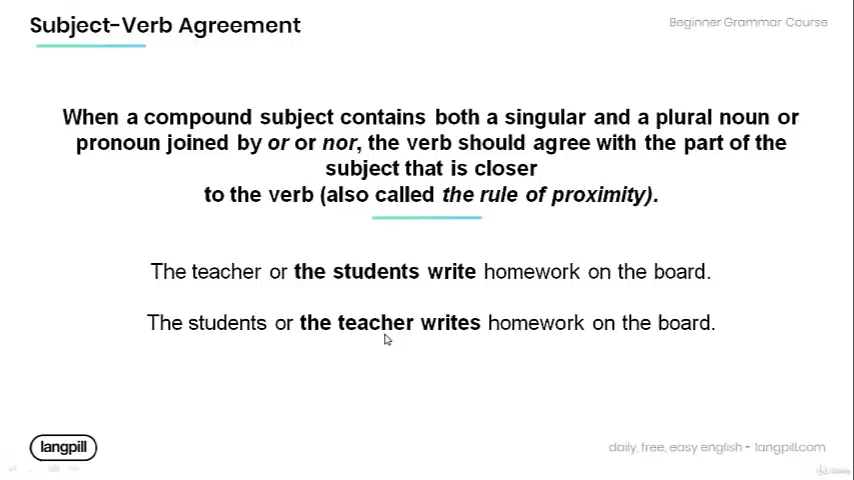 Subject-Verb Agreement
Beginner Grammar Course
When a compound subject contains both a singular and a plural noun or
pronoun joined by or or nor, the verb should agree with the part of the
subject that is closer
to the verb (also called the rule of proximity).
The teacher or the students write homework on the board.
The students or the teacher writes homework on the board.
langpill
daily, free, easy english - langpill.com
Udemy